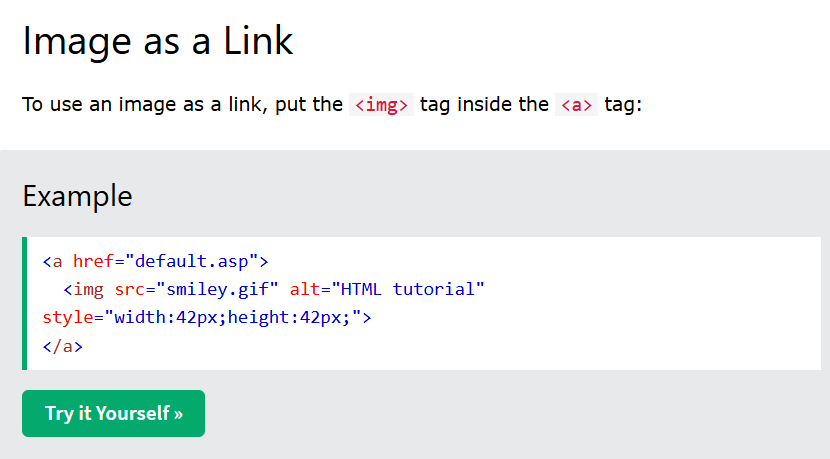 Image as a Link
To use an image as a link, put the <img> tag inside the <a> tag:
Example
<a href="default.asp">
  <img src="smiley.gif" alt="HTML tutorial"
style="width:42px;height:42px;">
</a>
Try it Yourself »